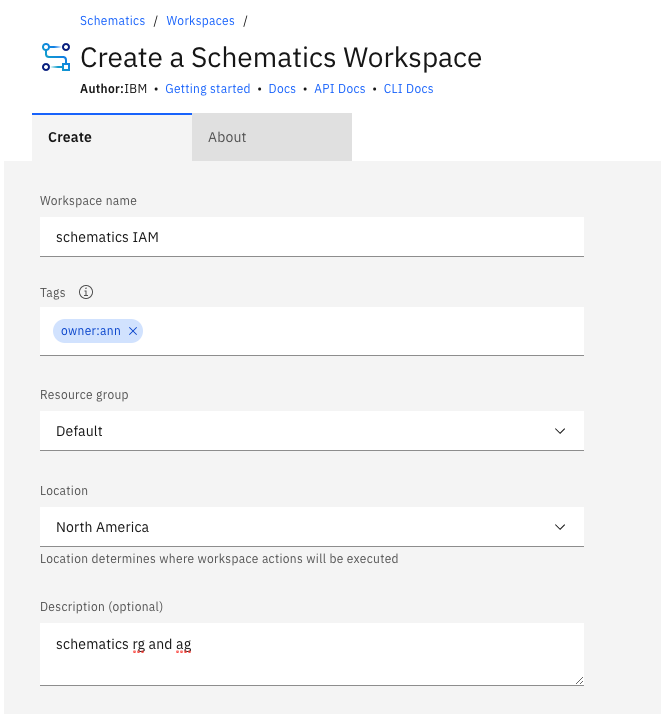 Schematics / Workspaces /
Create a Schematics Workspace
Author:IBM • Getting started • Docs • API Docs • CLI Docs
Create About
Workspace name
schematics IAM
Tags
owner:ann
Resource group
Default
Location
North America
Location determines where workspace actions will be executed
Description (optional)
schematics rg and ag